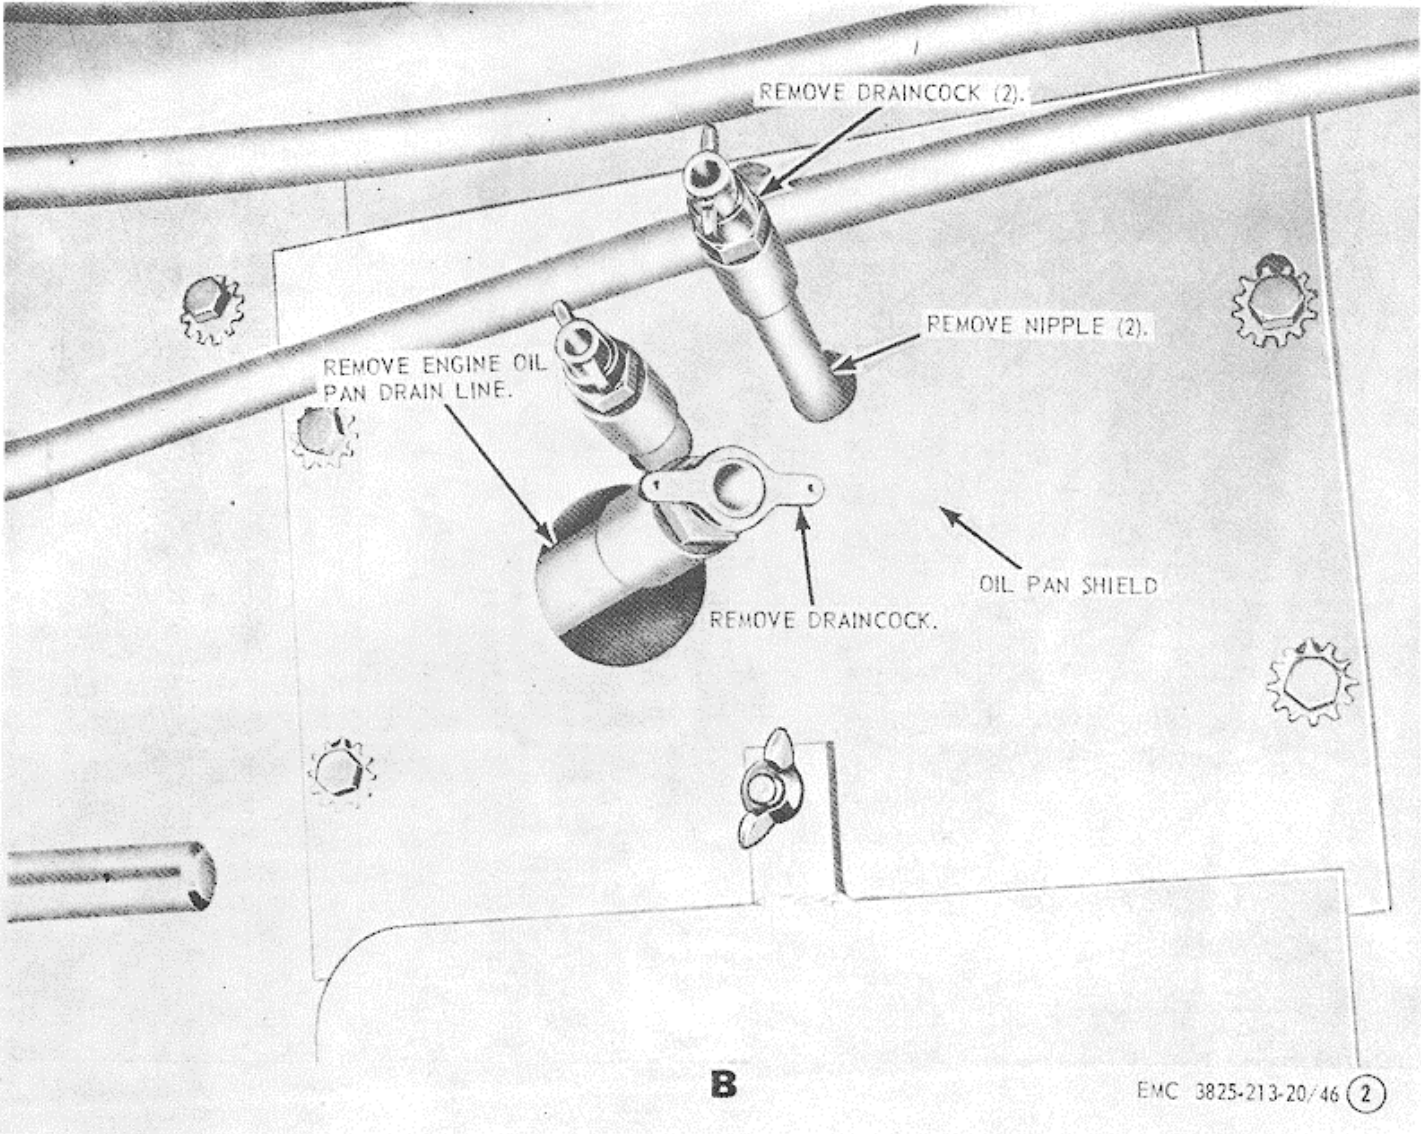 REMOVE DRAINCOCK (2).
REMOVE NIPPLE (2).
REMOVE ENGINE OIL
PAN DRAIN LINE.
OIL PAN SHIELD
REMOVE DRAINCOCK.
B
EMC 3825-213-20/46 2